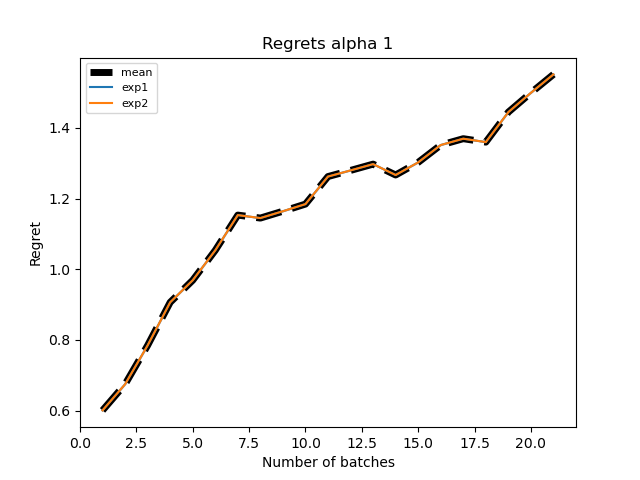 Regrets alpha 1
mean
exp1
exp2
1.4
1.2
1.0
0.8
0.6
Regret
0.0 2.5 5.0 7.5 10.0 12.5 15.0 17.5 20.0
Number of batches